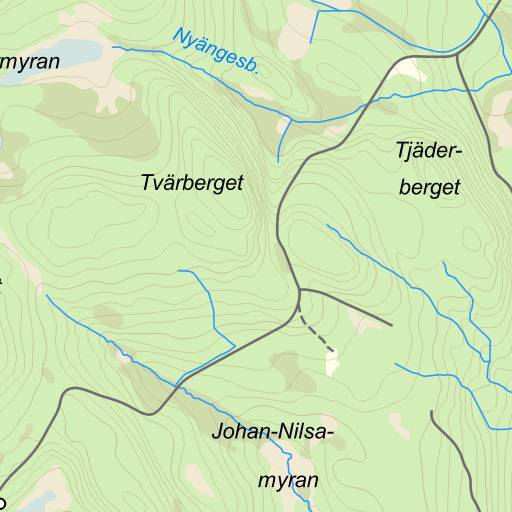 Nyängesb.
myran
Tjäder-
berget
Tvärberget
Johan-Nilsa-
myran